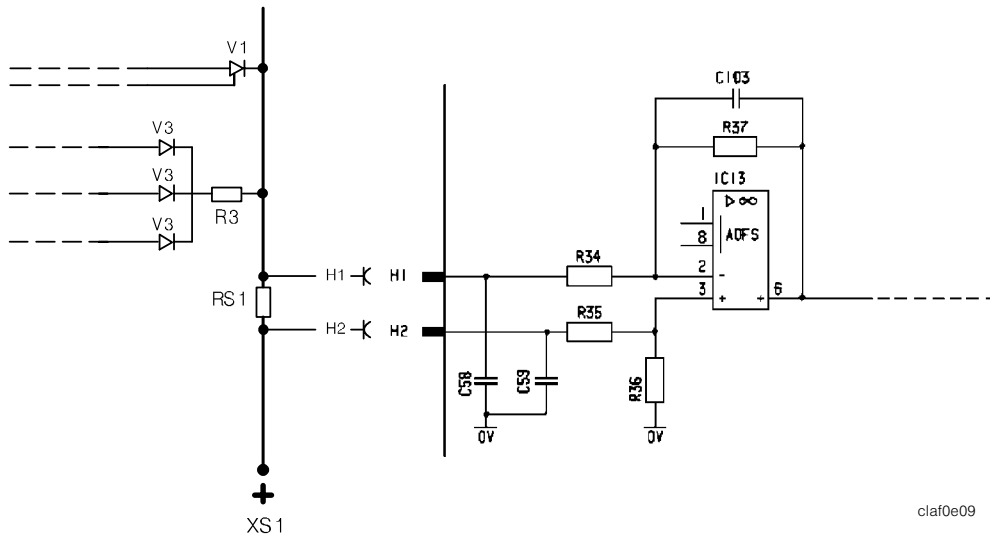 V1
C103
V3
R37
V3
IC13
▷ ∞
1
8
ADFS
V3
R3
R34
2
-
H1
H1
3
+
+
6
RS1
R35
H2
H2
C58
C59
R36
0V
0V
+
XS1
claf0e09